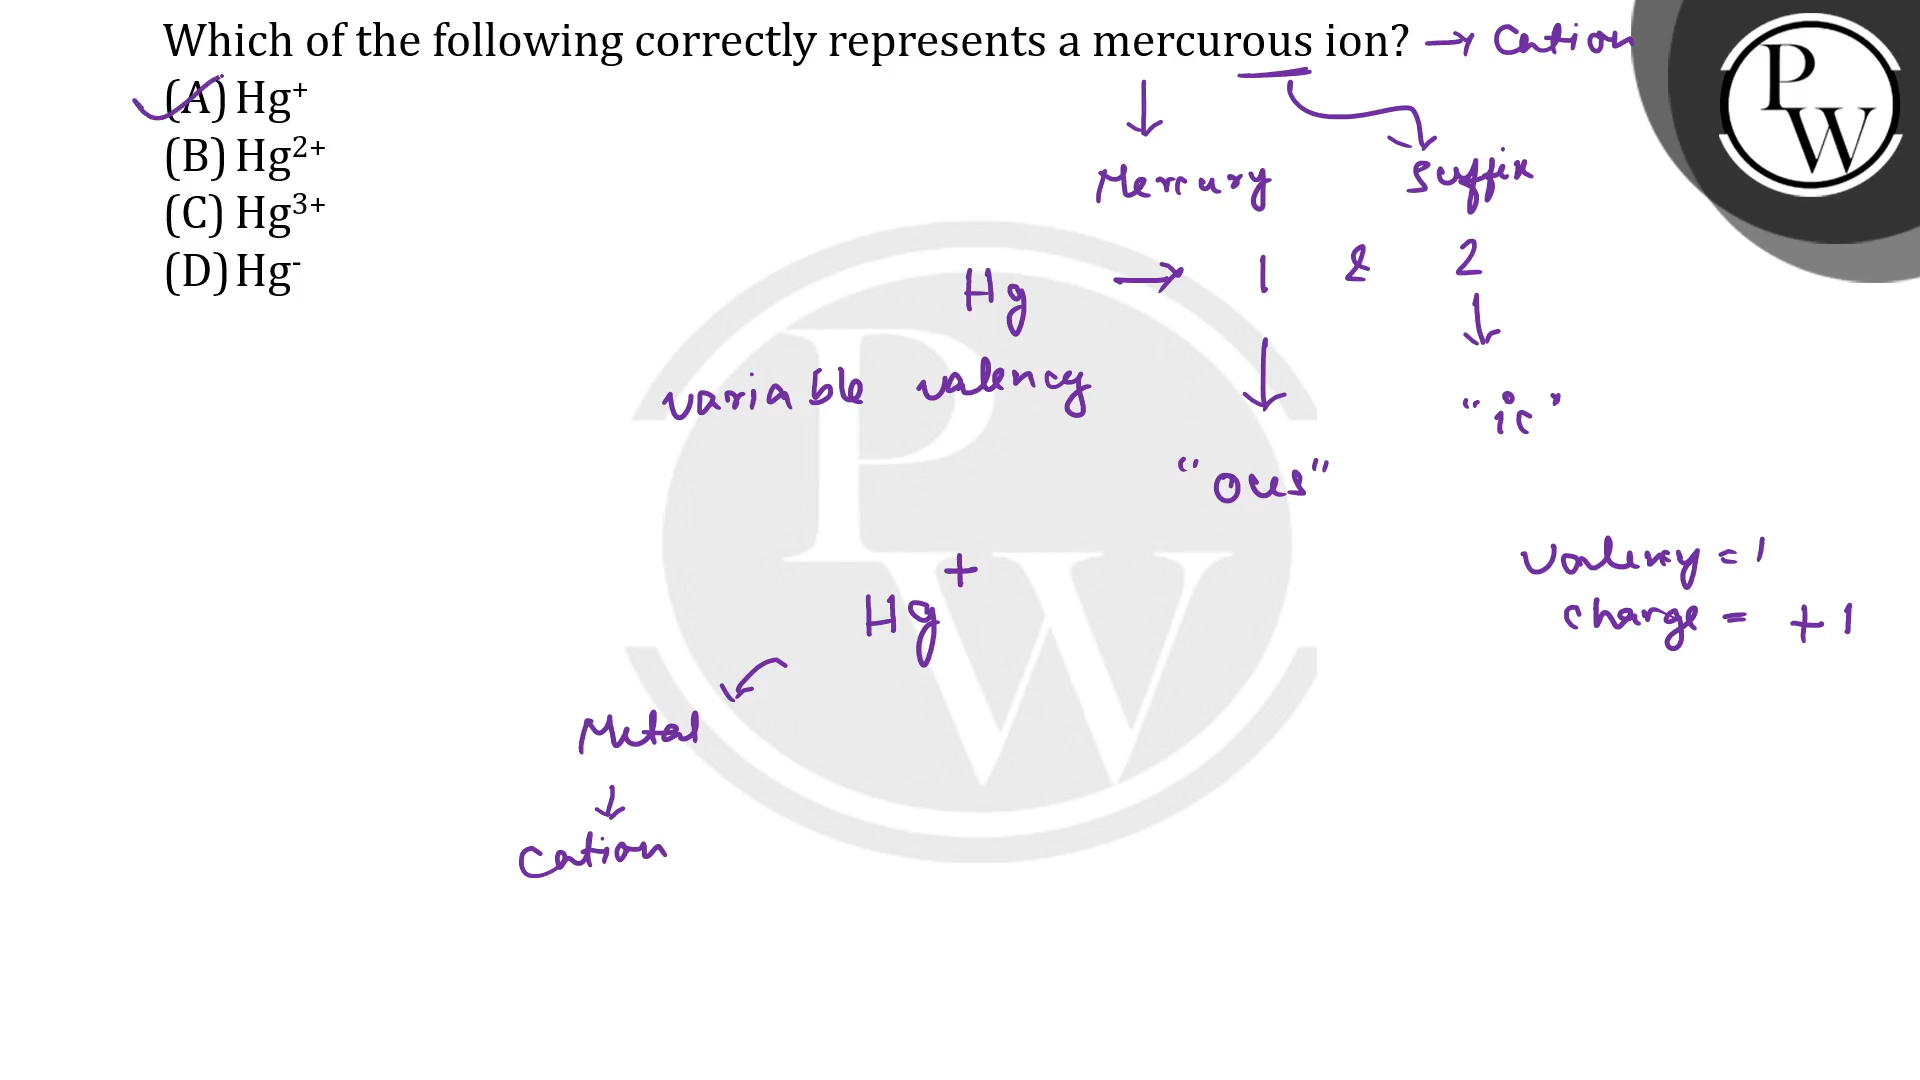 Which of the following correctly represents a mercurous ion? → Cation
(A) Hg⁺
(B) Hg²⁺
(C) Hg³⁺
(D) Hg⁻
Mercury
suffix
Hg → 1 & 2
variable valency
"ic"
"ous"
valency = 1
charge = +1
Hg⁺
Metal
Cation
P
W
P
W